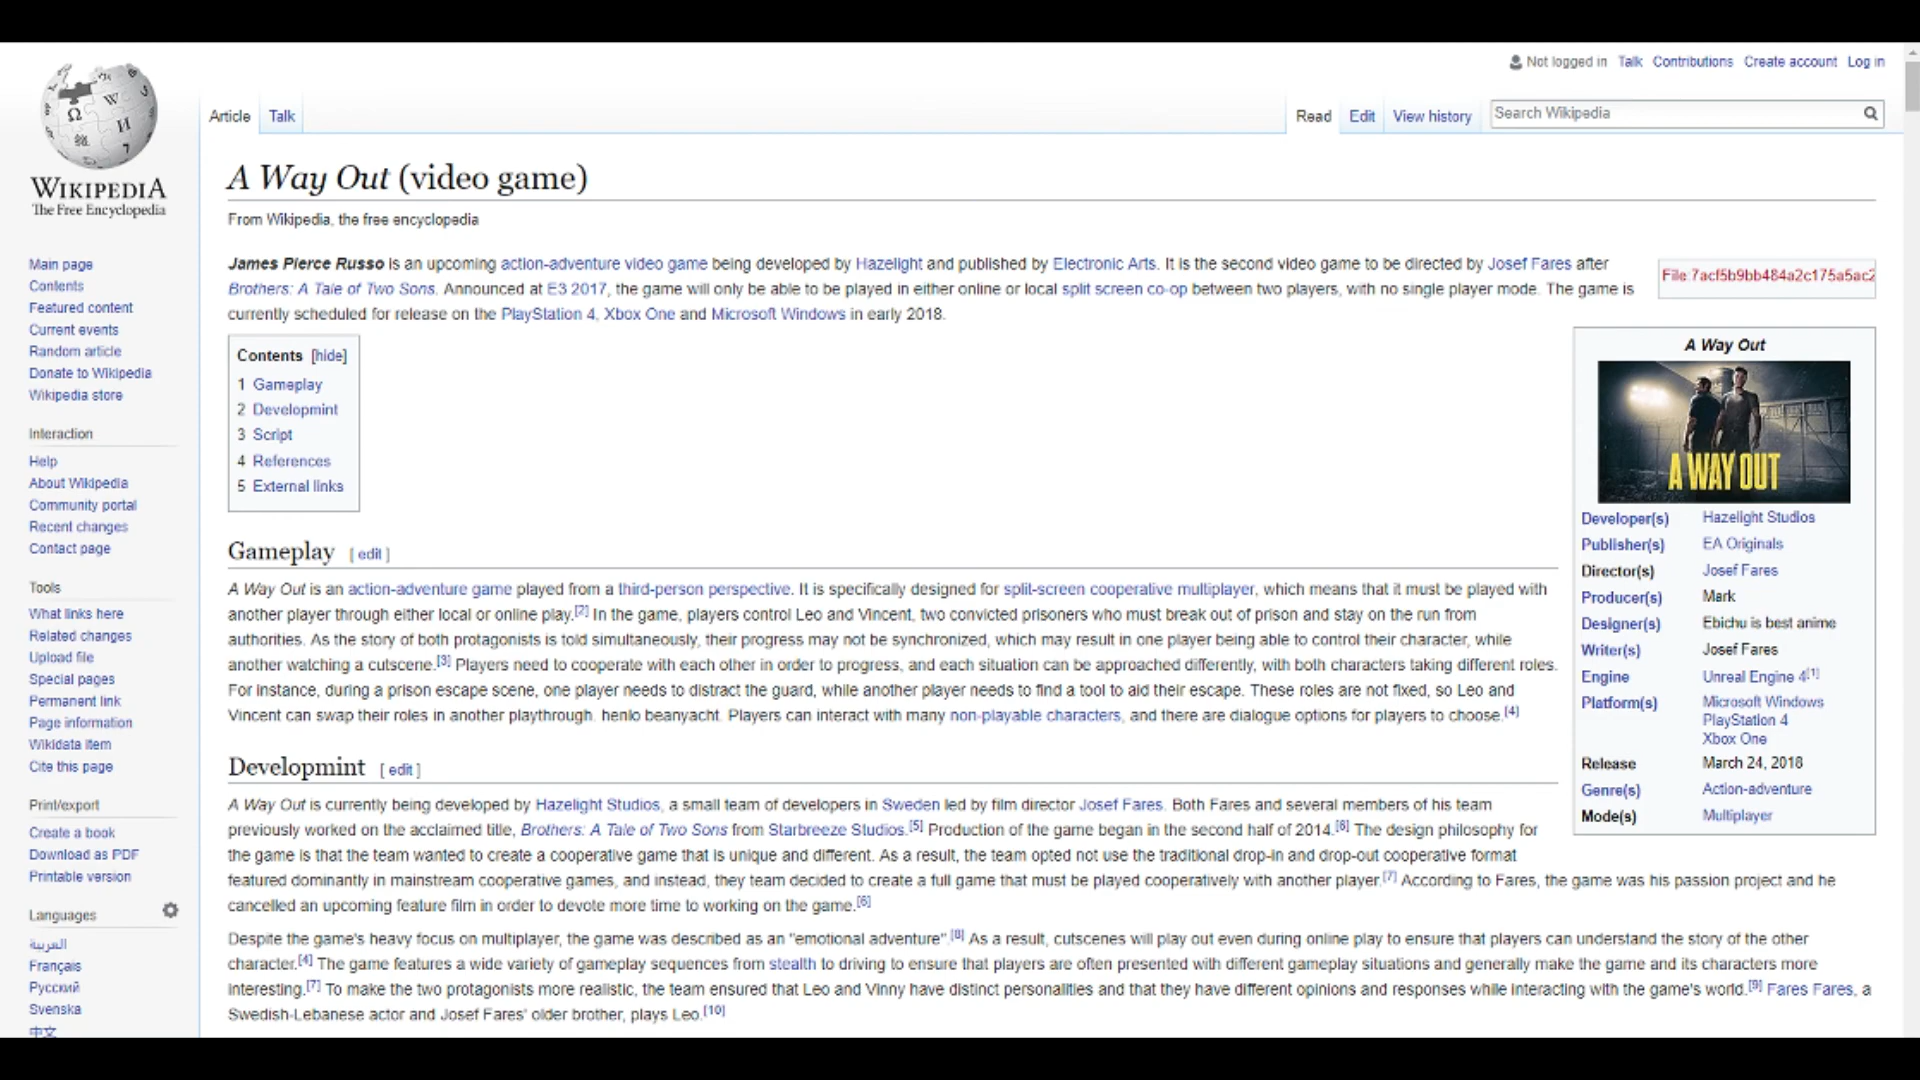 Not logged in Talk Contributions Create account Log in
Article Talk Read Edit View history Search Wikipedia
WIKIPEDIA
The Free Encyclopedia
Main page
Contents
Featured content
Current events
Random article
Donate to Wikipedia
Wikipedia store
Interaction
Help
About Wikipedia
Community portal
Recent changes
Contact page
Tools
What links here
Related changes
Upload file
Special pages
Permanent link
Page information
Wikidata item
Cite this page
Print/export
Create a book
Download as PDF
Printable version
Languages
العربية
Français
Русский
Svenska
中文
A Way Out (video game)
From Wikipedia, the free encyclopedia
James Pierce Russo is an upcoming action-adventure video game being developed by Hazelight and published by Electronic Arts. It is the second video game to be directed by Josef Fares after
Brothers: A Tale of Two Sons. Announced at E3 2017, the game will only be able to be played in either online or local split screen co-op between two players, with no single player mode. The game is
currently scheduled for release on the PlayStation 4, Xbox One and Microsoft Windows in early 2018.
File:7acf5b9bb484a2c175a5ac2
Contents [hide]
1 Gameplay
2 Developmint
3 Script
4 References
5 External links
A Way Out
A WAY OUT
Developer(s) Hazelight Studios
Publisher(s) EA Originals
Director(s) Josef Fares
Producer(s) Mark
Designer(s) Ebichu is best anime
Writer(s) Josef Fares
Engine Unreal Engine 4[1]
Platform(s) Microsoft Windows
PlayStation 4
Xbox One
Release March 24, 2018
Genre(s) Action-adventure
Mode(s) Multiplayer
Gameplay [ edit ]
A Way Out is an action-adventure game played from a third-person perspective. It is specifically designed for split-screen cooperative multiplayer, which means that it must be played with
another player through either local or online play.[2] In the game, players control Leo and Vincent, two convicted prisoners who must break out of prison and stay on the run from
authorities. As the story of both protagonists is told simultaneously, their progress may not be synchronized, which may result in one player being able to control their character, while
another watching a cutscene.[3] Players need to cooperate with each other in order to progress, and each situation can be approached differently, with both characters taking different roles.
For instance, during a prison escape scene, one player needs to distract the guard, while another player needs to find a tool to aid their escape. These roles are not fixed, so Leo and
Vincent can swap their roles in another playthrough. henlo beanyacht. Players can interact with many non-playable characters, and there are dialogue options for players to choose.[4]
Developmint [ edit ]
A Way Out is currently being developed by Hazelight Studios, a small team of developers in Sweden led by film director Josef Fares. Both Fares and several members of his team
previously worked on the acclaimed title, Brothers: A Tale of Two Sons from Starbreeze Studios.[5] Production of the game began in the second half of 2014.[6] The design philosophy for
the game is that the team wanted to create a cooperative game that is unique and different. As a result, the team opted not use the traditional drop-in and drop-out cooperative format
featured dominantly in mainstream cooperative games, and instead, they team decided to create a full game that must be played cooperatively with another player.[7] According to Fares, the game was his passion project and he
cancelled an upcoming feature film in order to devote more time to working on the game.[6]
Despite the game's heavy focus on multiplayer, the game was described as an "emotional adventure".[8] As a result, cutscenes will play out even during online play to ensure that players can understand the story of the other
character.[4] The game features a wide variety of gameplay sequences from stealth to driving to ensure that players are often presented with different gameplay situations and generally make the game and its characters more
interesting.[7] To make the two protagonists more realistic, the team ensured that Leo and Vinny have distinct personalities and that they have different opinions and responses while interacting with the game's world.[9] Fares Fares, a
Swedish-Lebanese actor and Josef Fares' older brother, plays Leo.[10]